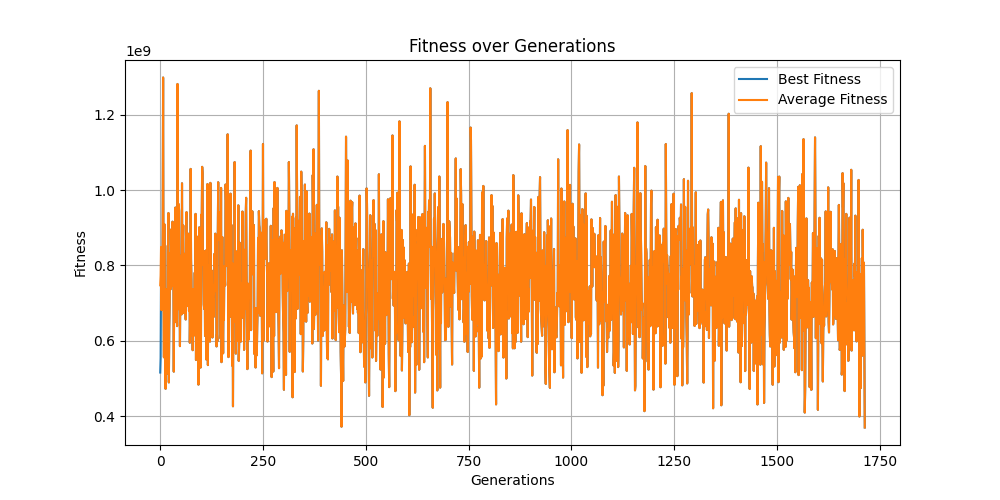 Fitness over Generations
1e9
Best Fitness
Average Fitness
1.2
1.0
0.8
0.6
0.4
Fitness
0
250
500
750
1000
1250
1500
1750
Generations